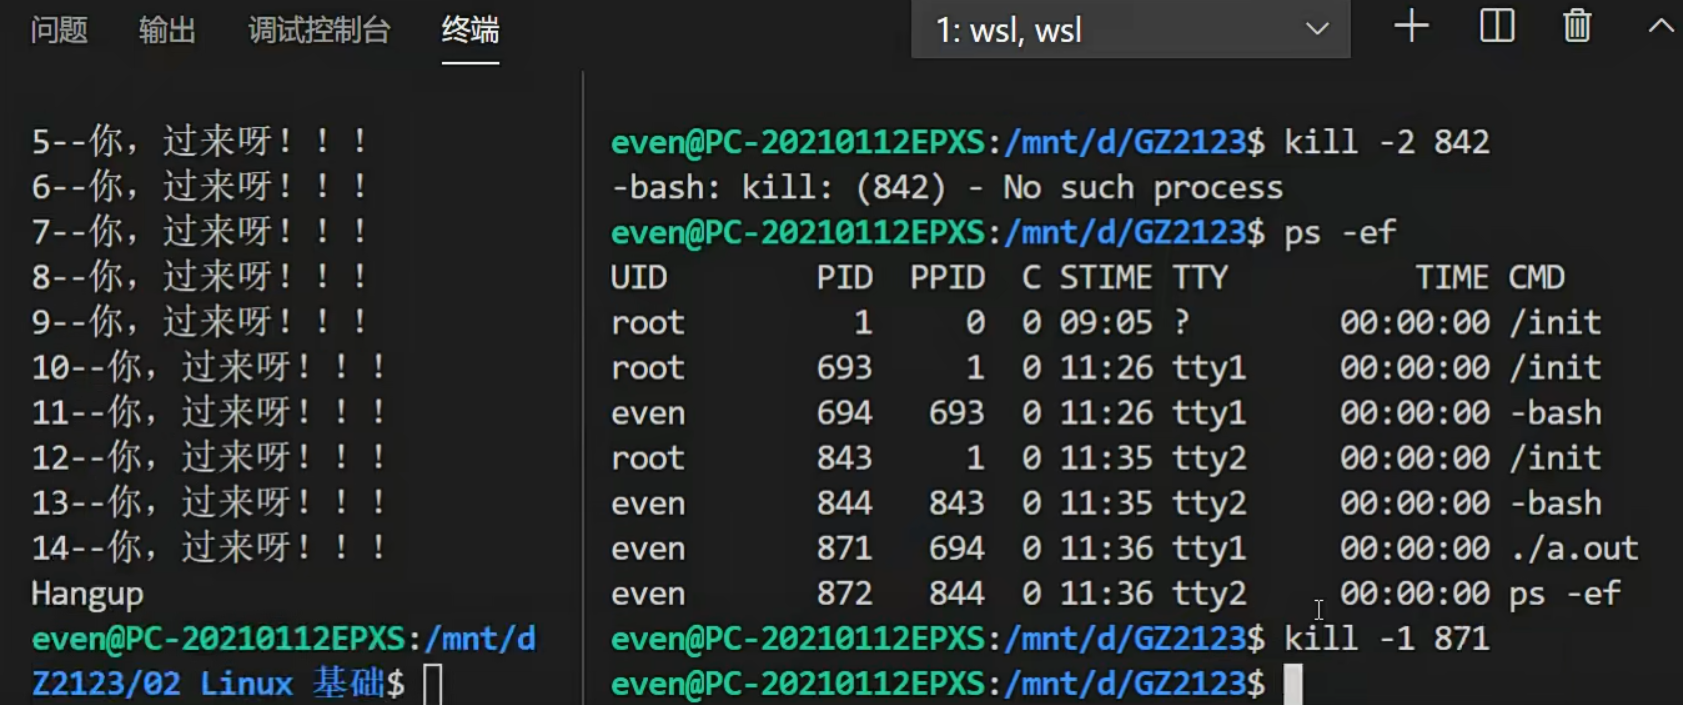 问题 输出 调试控制台 终端 1: wsl, wsl
5--你，过来呀！！！
6--你，过来呀！！！
7--你，过来呀！！！
8--你，过来呀！！！
9--你，过来呀！！！
10--你，过来呀！！！
11--你，过来呀！！！
12--你，过来呀！！！
13--你，过来呀！！！
14--你，过来呀！！！
Hangup
even@PC-20210112EPXS:/mnt/d
Z2123/02 Linux 基础$
even@PC-20210112EPXS:/mnt/d/GZ2123$ kill -2 842
-bash: kill: (842) - No such process
even@PC-20210112EPXS:/mnt/d/GZ2123$ ps -ef
UID PID PPID C STIME TTY TIME CMD
root 1 0 0 09:05 ? 00:00:00 /init
root 693 1 0 11:26 tty1 00:00:00 /init
even 694 693 0 11:26 tty1 00:00:00 -bash
root 843 1 0 11:35 tty2 00:00:00 /init
even 844 843 0 11:35 tty2 00:00:00 -bash
even 871 694 0 11:36 tty1 00:00:00 ./a.out
even 872 844 0 11:36 tty2 00:00:00 ps -ef
even@PC-20210112EPXS:/mnt/d/GZ2123$ kill -1 871
even@PC-20210112EPXS:/mnt/d/GZ2123$